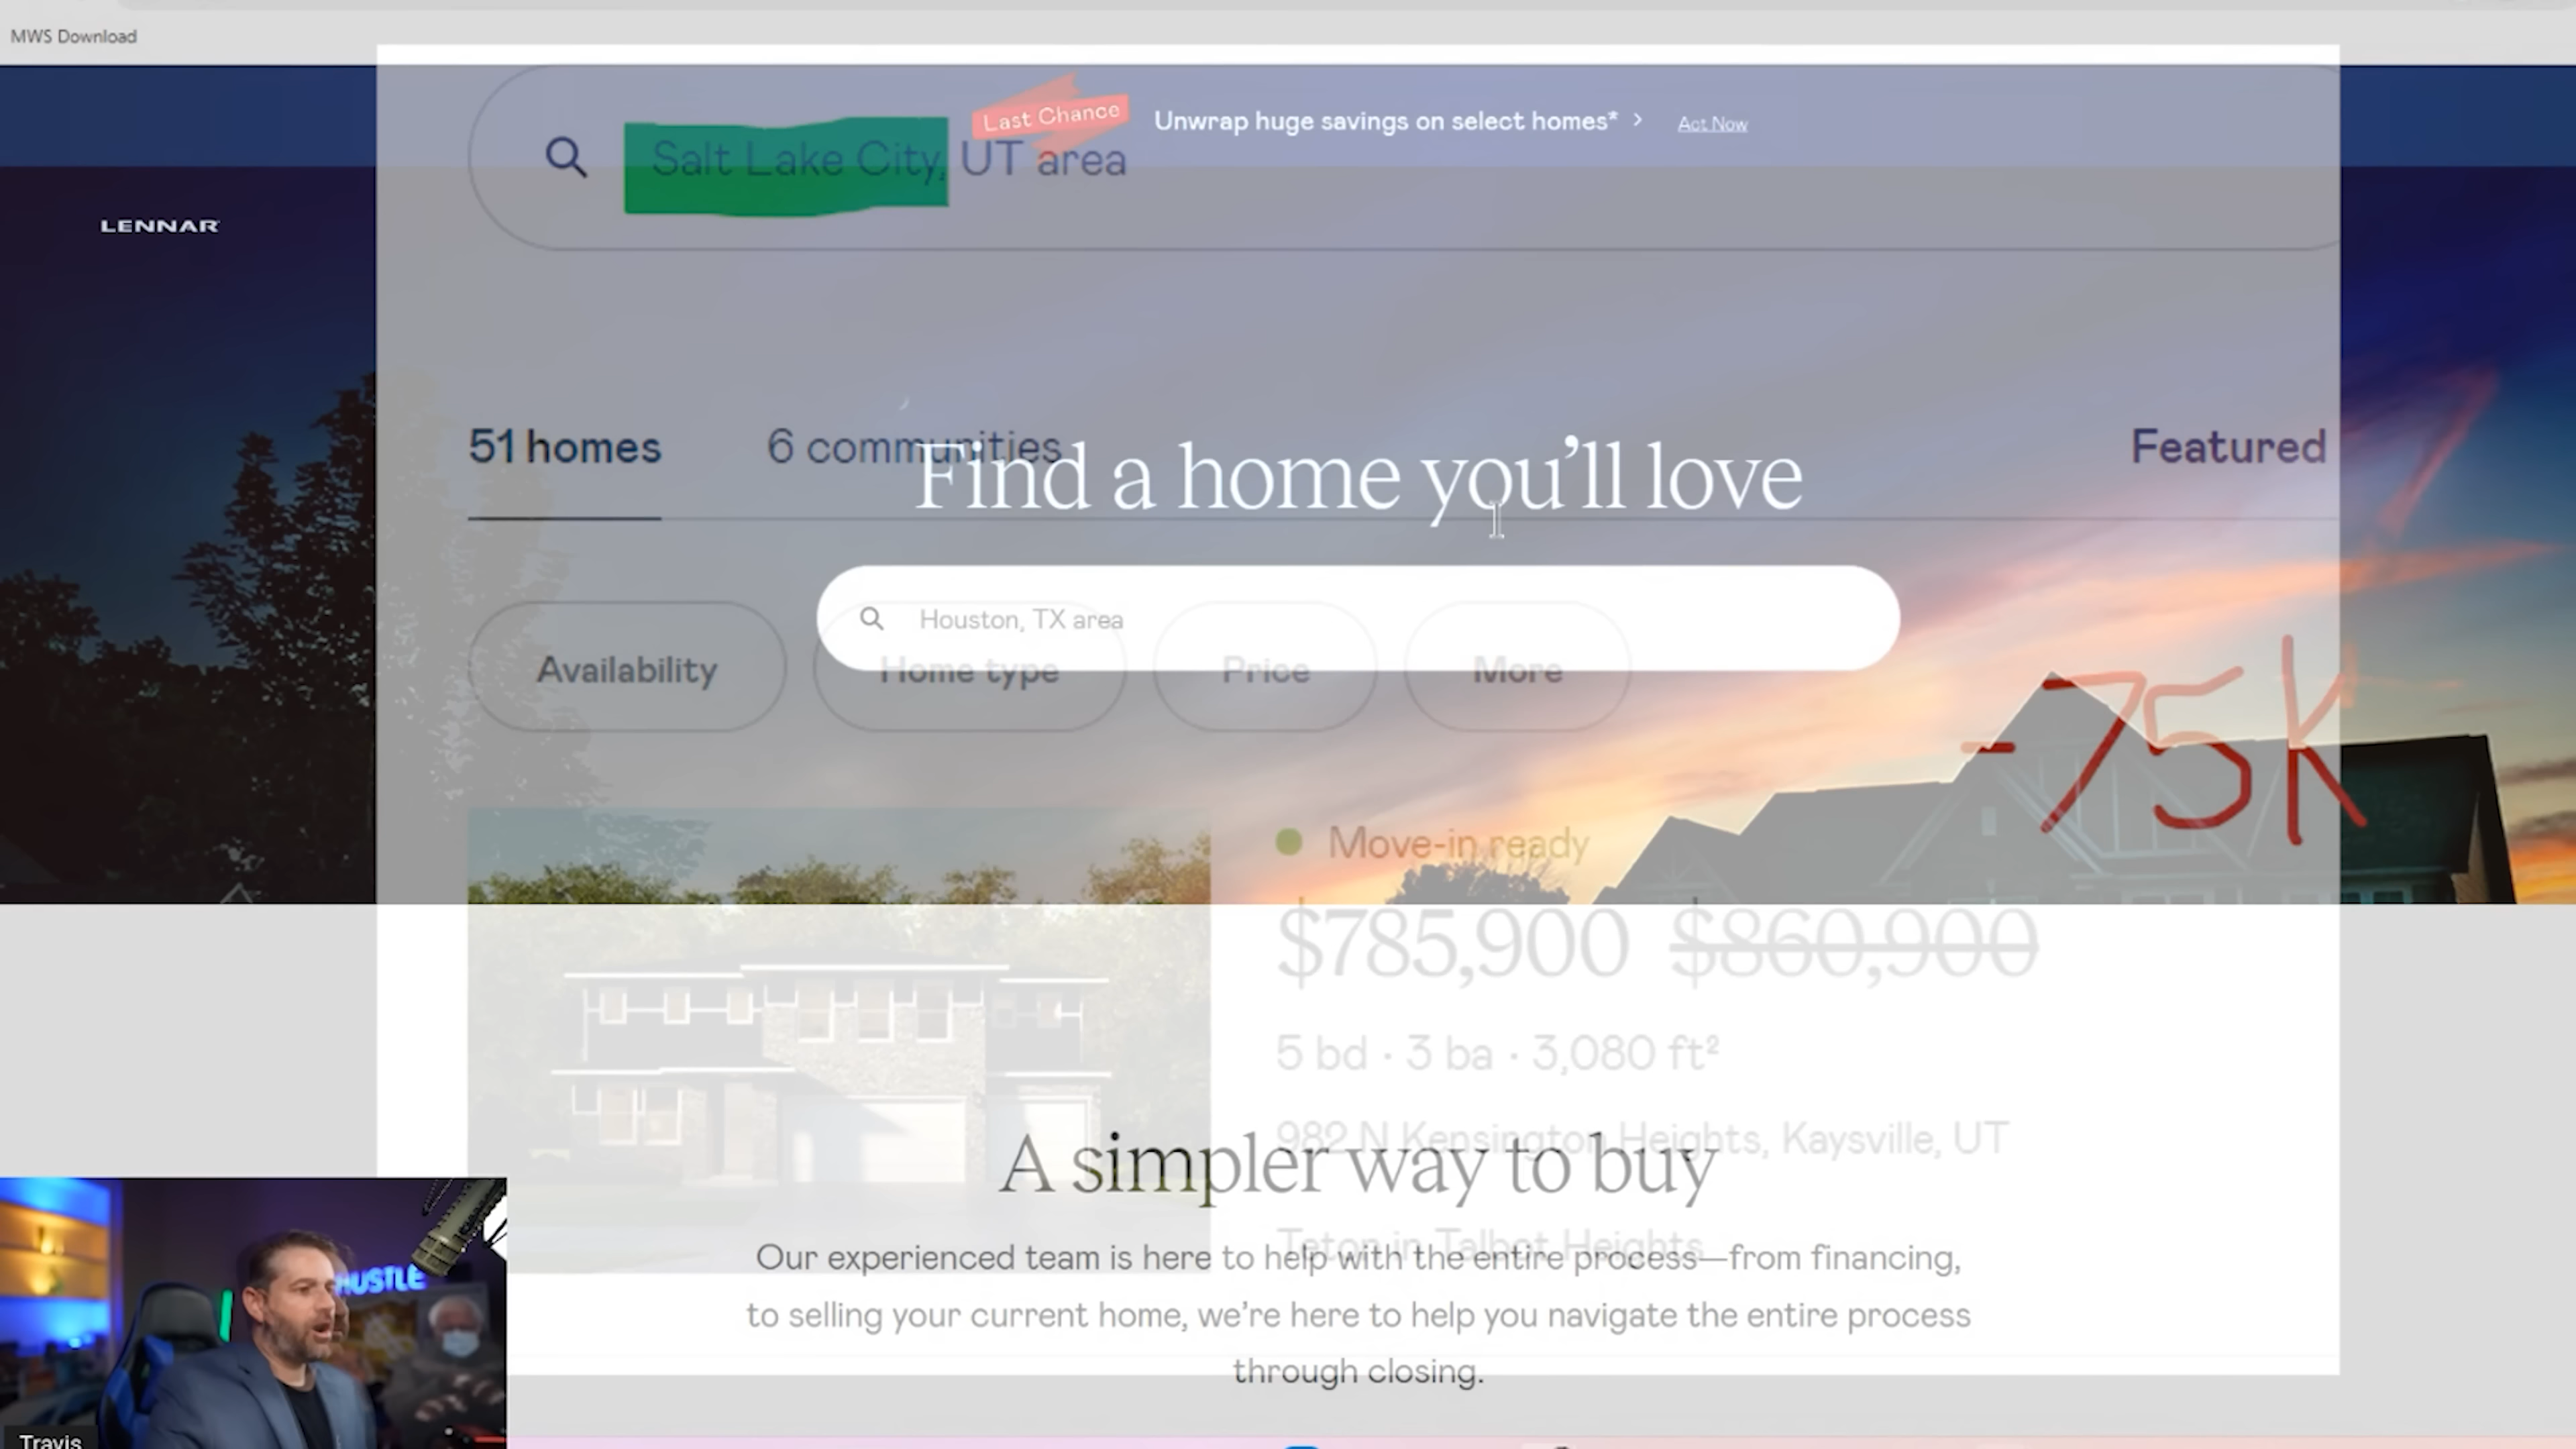 MWS Download
Last Chance
Unwrap huge savings on select homes* >
Act Now
Salt Lake City, UT area
LENNAR
51 homes
6 communities
Featured
Find a home you'll love
Houston, TX area
Availability
Home type
Price
More
-75K
Move-in ready
$785,900 $860,900
5 bd · 3 ba · 3,080 ft²
982 N Kensington Heights, Kaysville, UT
A simpler way to buy
Teton in Talbot Heights
Our experienced team is here to help with the entire process—from financing,
to selling your current home, we're here to help you navigate the entire process
through closing.
HUSTLE
Travis